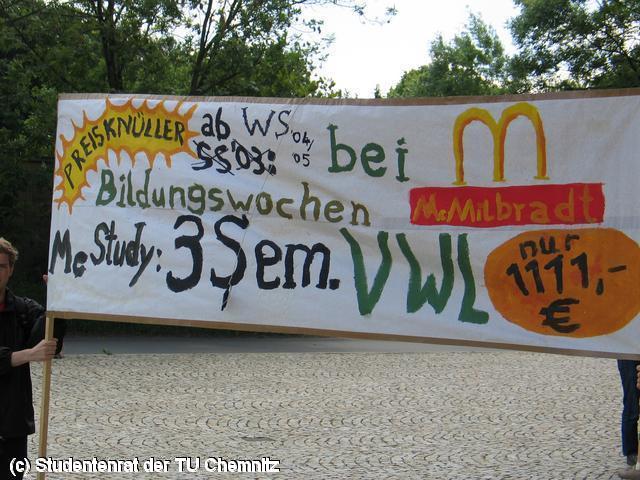 PREISKNÜLLER ab WS 04/05 bei m
SS'03:
Bildungswochen McMilbradt
McStudy: 3 Sem. VWL nur 1111,- €
(c) Studentenrat der TU Chemnitz